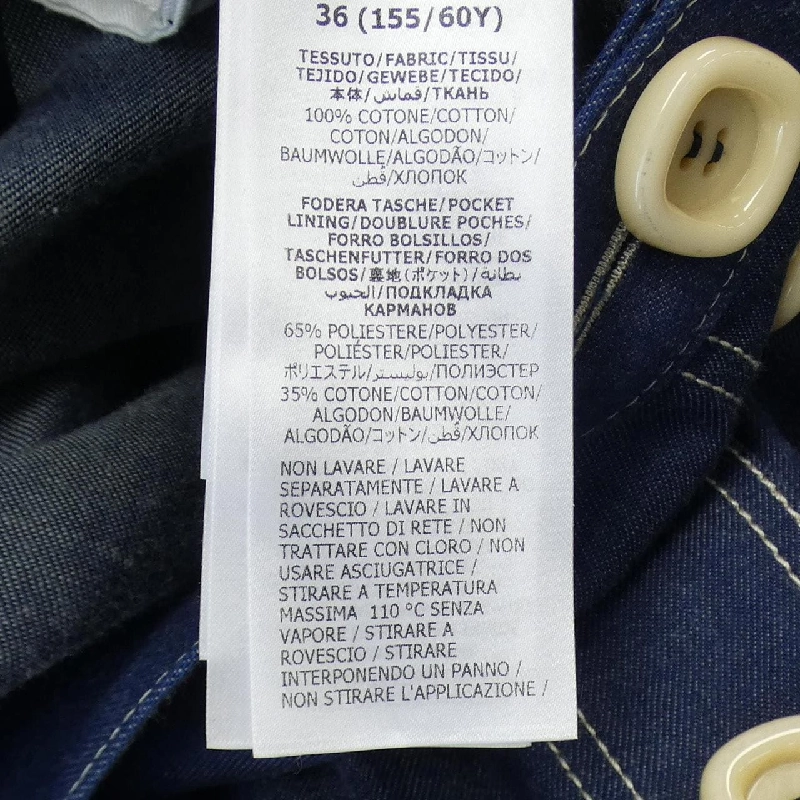 36 (155/60Y)
TESSUTO/FABRIC/TISSU/
TEJIDO/GEWEBE/TECIDO/
本体/قماش/ТКАНЬ
100% COTONE/COTTON/
COTON/ALGODON/
BAUMWOLLE/ALGODÃO/コットン/
قطن/ХЛОПОК
FODERA TASCHE/POCKET
LINING/DOUBLURE POCHES/
FORRO BOLSILLOS/
TASCHENFUTTER/FORRO DOS
BOLSOS/裏地(ポケット)/بطانة
الجيوب/ПОДКЛАДКА
КАРМАНОВ
65% POLIESTERE/POLYESTER/
POLIÉSTER/POLIESTER/
ポリエステル/بوليستر/ПОЛИЭСТЕР
35% COTONE/COTTON/COTON/
ALGODON/BAUMWOLLE/
ALGODÃO/コットン/قطن/ХЛОПОК
NON LAVARE / LAVARE
SEPARATAMENTE / LAVARE A
ROVESCIO / LAVARE IN
SACCHETTO DI RETE / NON
TRATTARE CON CLORO / NON
USARE ASCIUGATRICE /
STIRARE A TEMPERATURA
MASSIMA 110 °C SENZA
VAPORE / STIRARE A
ROVESCIO / STIRARE
INTERPONENDO UN PANNO /
NON STIRARE L'APPLICAZIONE /